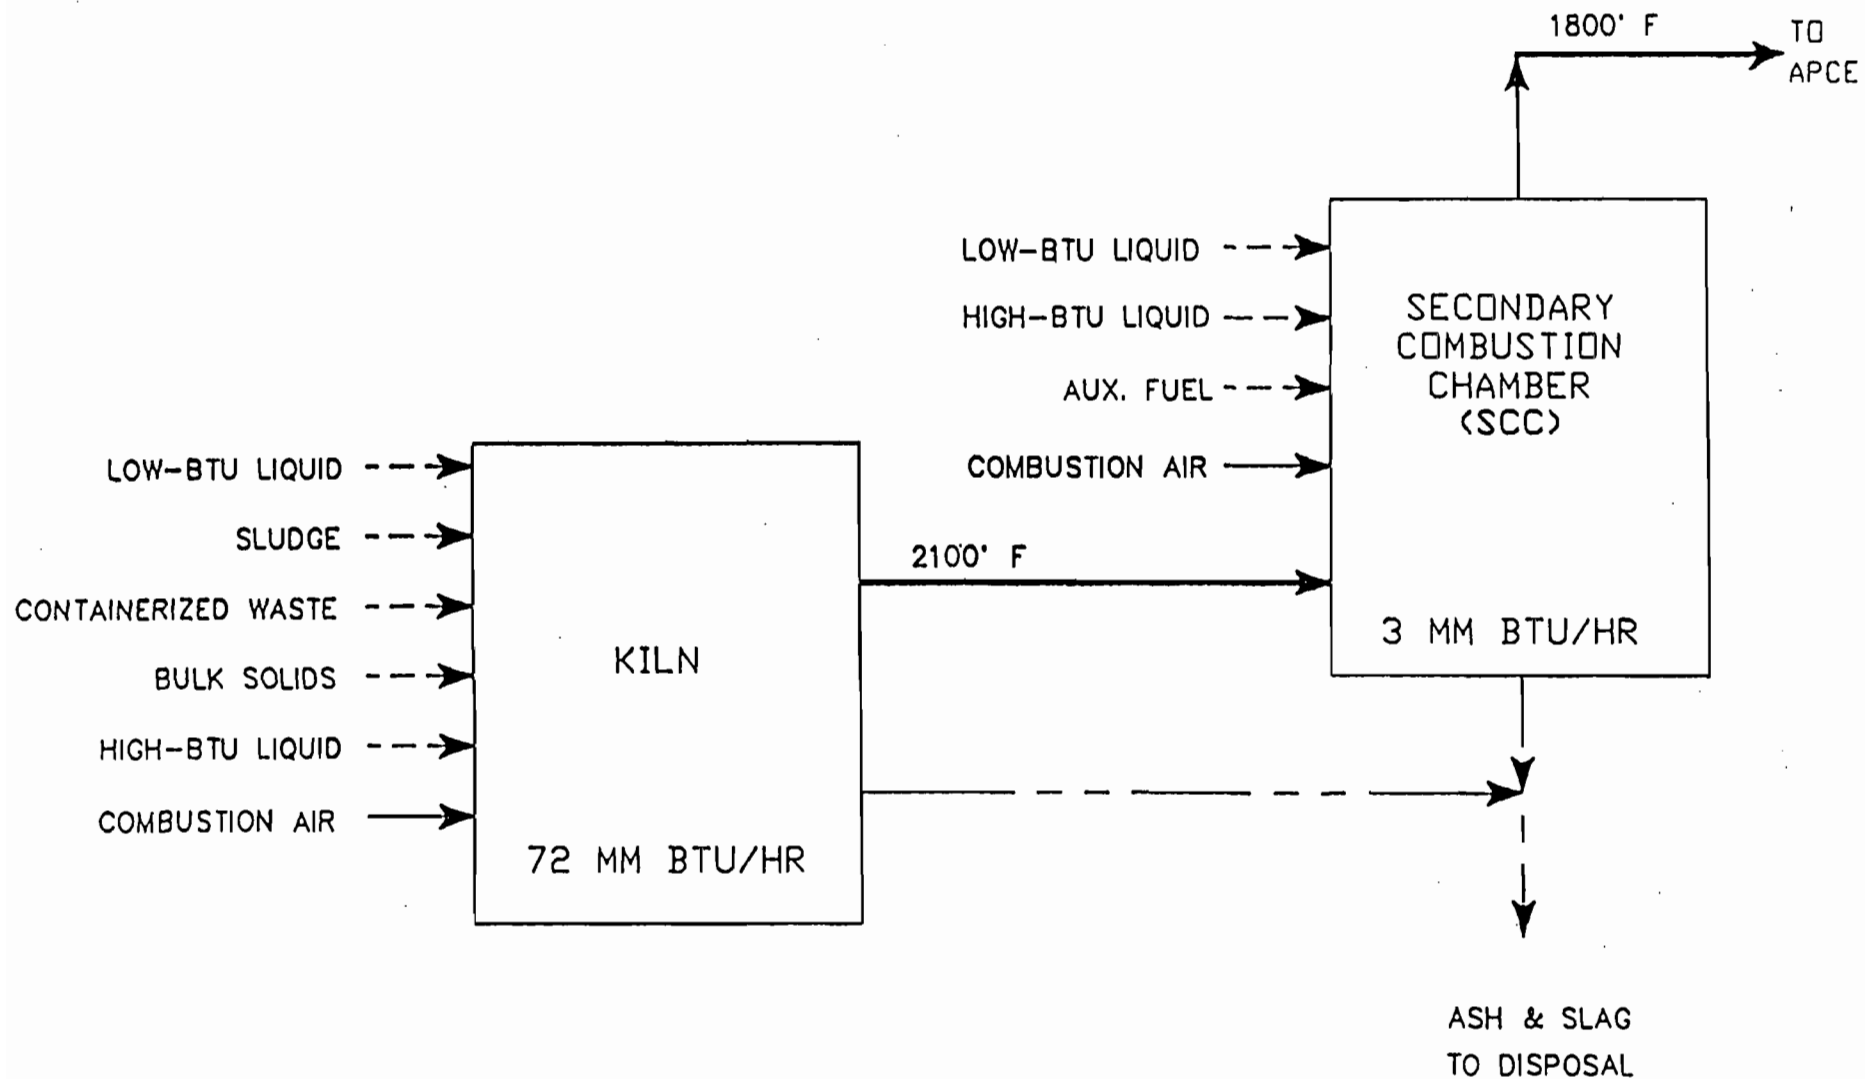 1800° F
TO
APCE
LOW-BTU LIQUID
HIGH-BTU LIQUID
AUX. FUEL
COMBUSTION AIR
SECONDARY
COMBUSTION
CHAMBER
(SCC)
3 MM BTU/HR
LOW-BTU LIQUID
SLUDGE
CONTAINERIZED WASTE
BULK SOLIDS
HIGH-BTU LIQUID
COMBUSTION AIR
KILN
72 MM BTU/HR
2100° F
ASH & SLAG
TO DISPOSAL